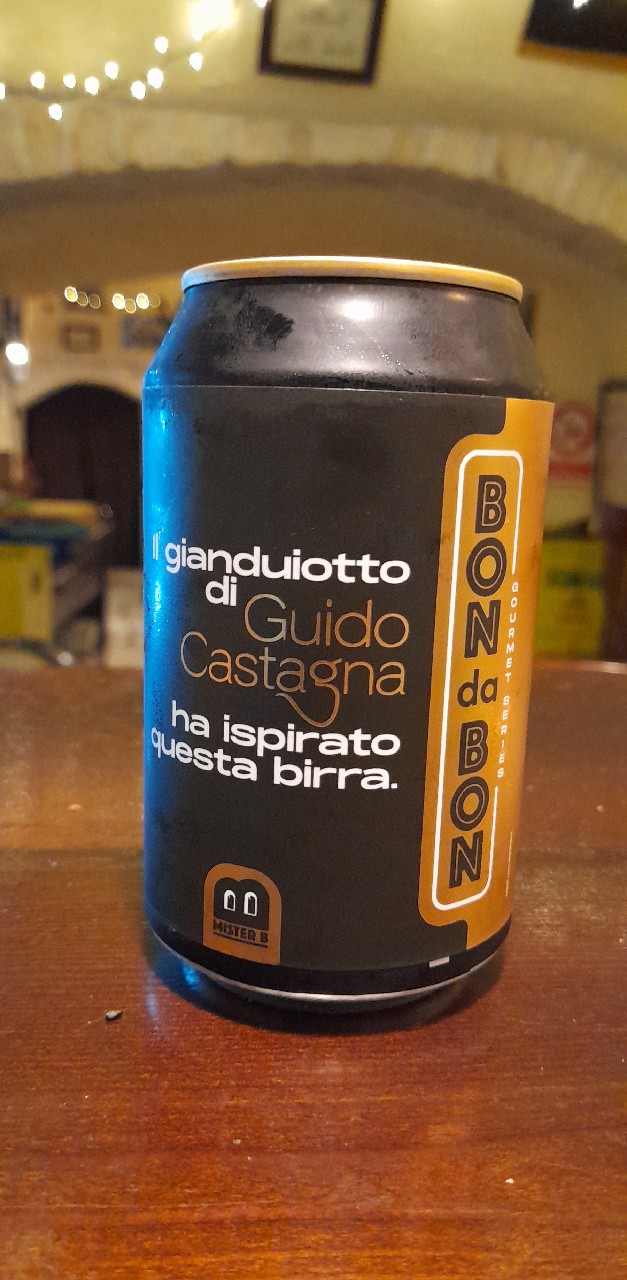 Il gianduiotto
di Guido
Castagna
ha ispirato
questa birra.
MISTER B
BON da BON
GOURMET SERIES